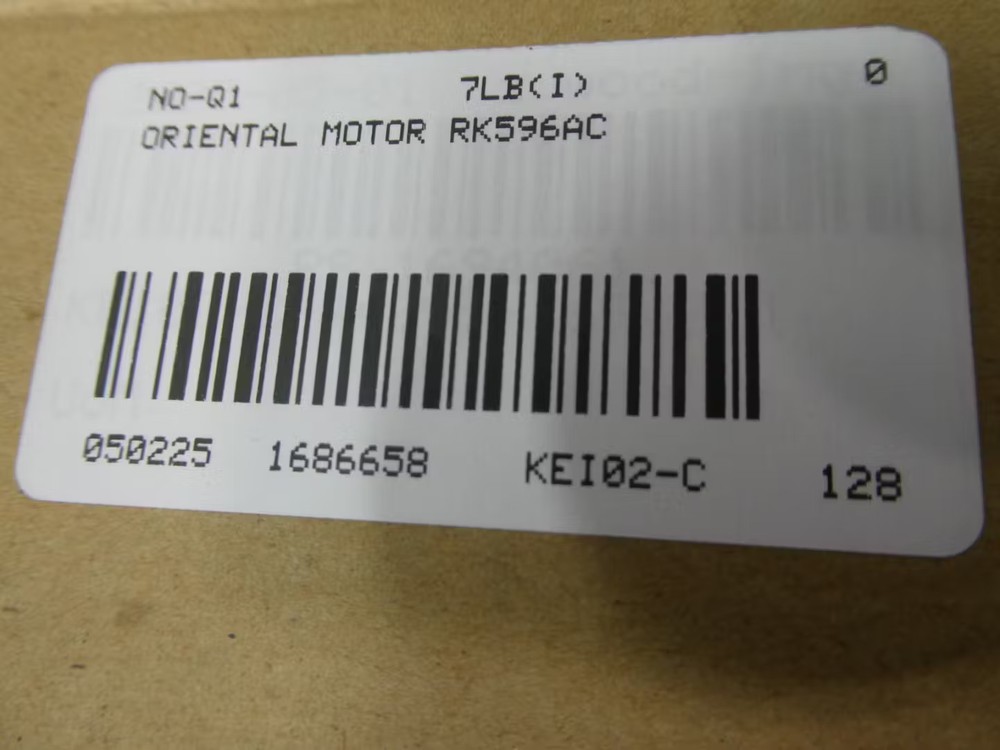 NO-Q1 7LB(I) 0
ORIENTAL MOTOR RK596AC
050225 1686658 KEI02-C 128